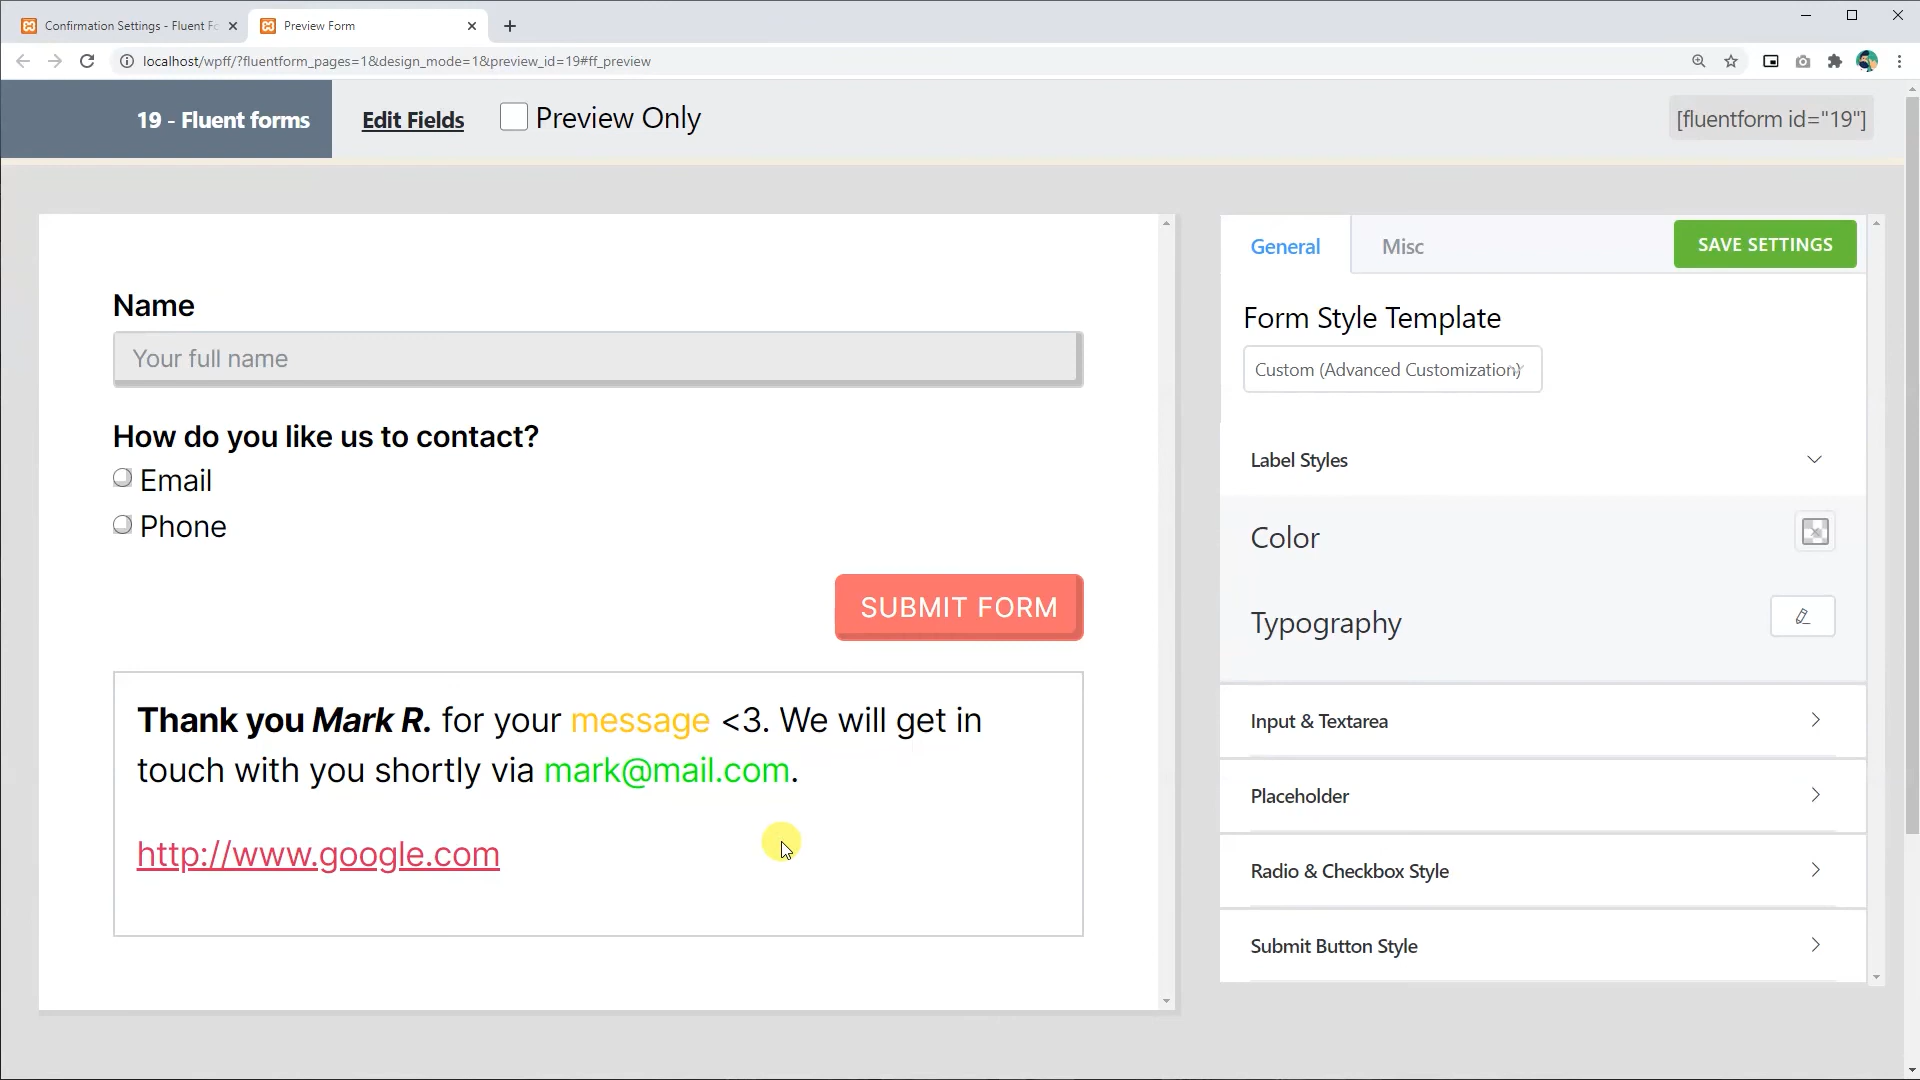 Confirmation Settings - Fluent Fo
Preview Form
localhost/wpff/?fluentform_pages=1&design_mode=1&preview_id=19#ff_preview
19 - Fluent forms
Edit Fields
Preview Only
[fluentform id="19"]
Name
Your full name
How do you like us to contact?
Email
Phone
SUBMIT FORM
Thank you Mark R. for your message <3. We will get in
touch with you shortly via mark@mail.com.
http://www.google.com
General
Misc
SAVE SETTINGS
Form Style Template
Custom (Advanced Customization)
Label Styles
Color
Typography
Input & Textarea
Placeholder
Radio & Checkbox Style
Submit Button Style